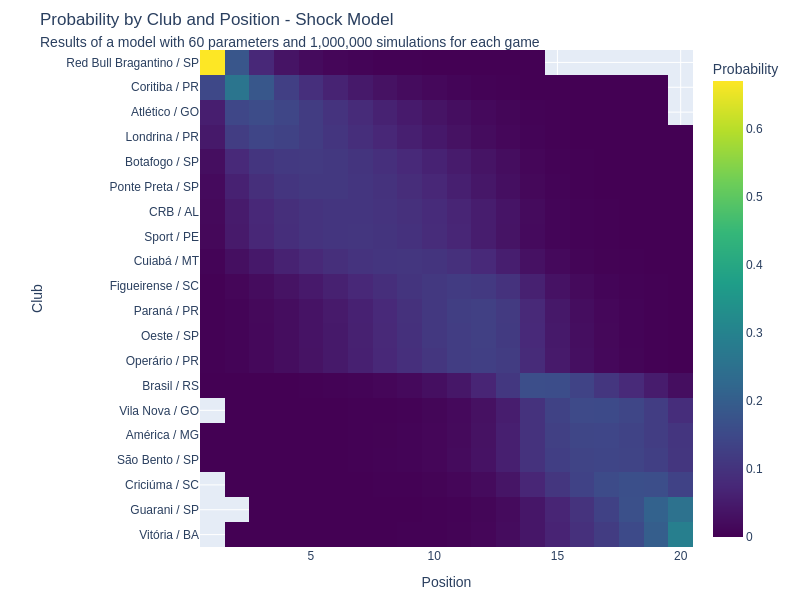 Probability by Club and Position - Shock Model
Results of a model with 60 parameters and 1,000,000 simulations for each game
Red Bull Bragantino / SP
Coritiba / PR
Atlético / GO
Londrina / PR
Botafogo / SP
Ponte Preta / SP
CRB / AL
Sport / PE
Cuiabá / MT
Figueirense / SC
Paraná / PR
Oeste / SP
Operário / PR
Brasil / RS
Vila Nova / GO
América / MG
São Bento / SP
Criciúma / SC
Guarani / SP
Vitória / BA
Club
5
10
15
20
Position
Probability
0.6
0.5
0.4
0.3
0.2
0.1
0